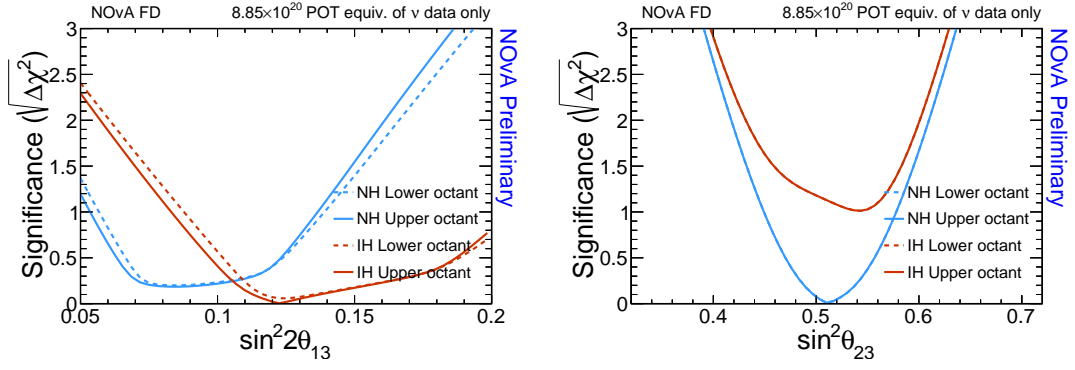 NOvA FD 8.85×10²⁰ POT equiv. of ν data only
3
2.5
2
1.5
1
0.5
0
Significance (√Δχ²)
NH Lower octant
NH Upper octant
IH Lower octant
IH Upper octant
0.05 0.1 0.15 0.2
sin²2θ₁₃
NOvA Preliminary
NOvA FD 8.85×10²⁰ POT equiv. of ν data only
3
2.5
2
1.5
1
0.5
0
Significance (√Δχ²)
NH Lower octant
NH Upper octant
IH Lower octant
IH Upper octant
0.4 0.5 0.6 0.7
sin²θ₂₃
NOvA Preliminary